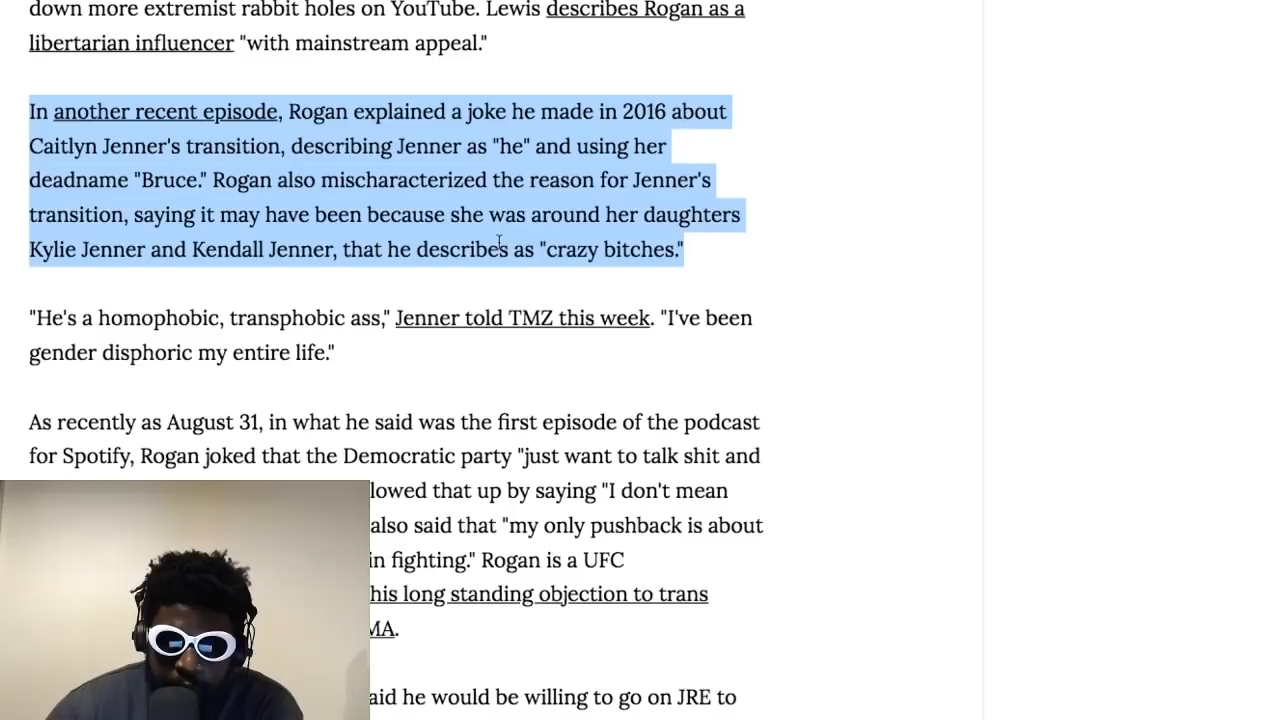 down more extremist rabbit holes on YouTube. Lewis describes Rogan as a
libertarian influencer "with mainstream appeal."
In another recent episode, Rogan explained a joke he made in 2016 about
Caitlyn Jenner's transition, describing Jenner as "he" and using her
deadname "Bruce." Rogan also mischaracterized the reason for Jenner's
transition, saying it may have been because she was around her daughters
Kylie Jenner and Kendall Jenner, that he describes as "crazy bitches."
"He's a homophobic, transphobic ass," Jenner told TMZ this week. "I've been
gender disphoric my entire life."
As recently as August 31, in what he said was the first episode of the podcast
for Spotify, Rogan joked that the Democratic party "just want to talk shit and
lowed that up by saying "I don't mean
also said that "my only pushback is about
in fighting." Rogan is a UFC
his long standing objection to trans
MA.
aid he would be willing to go on JRE to